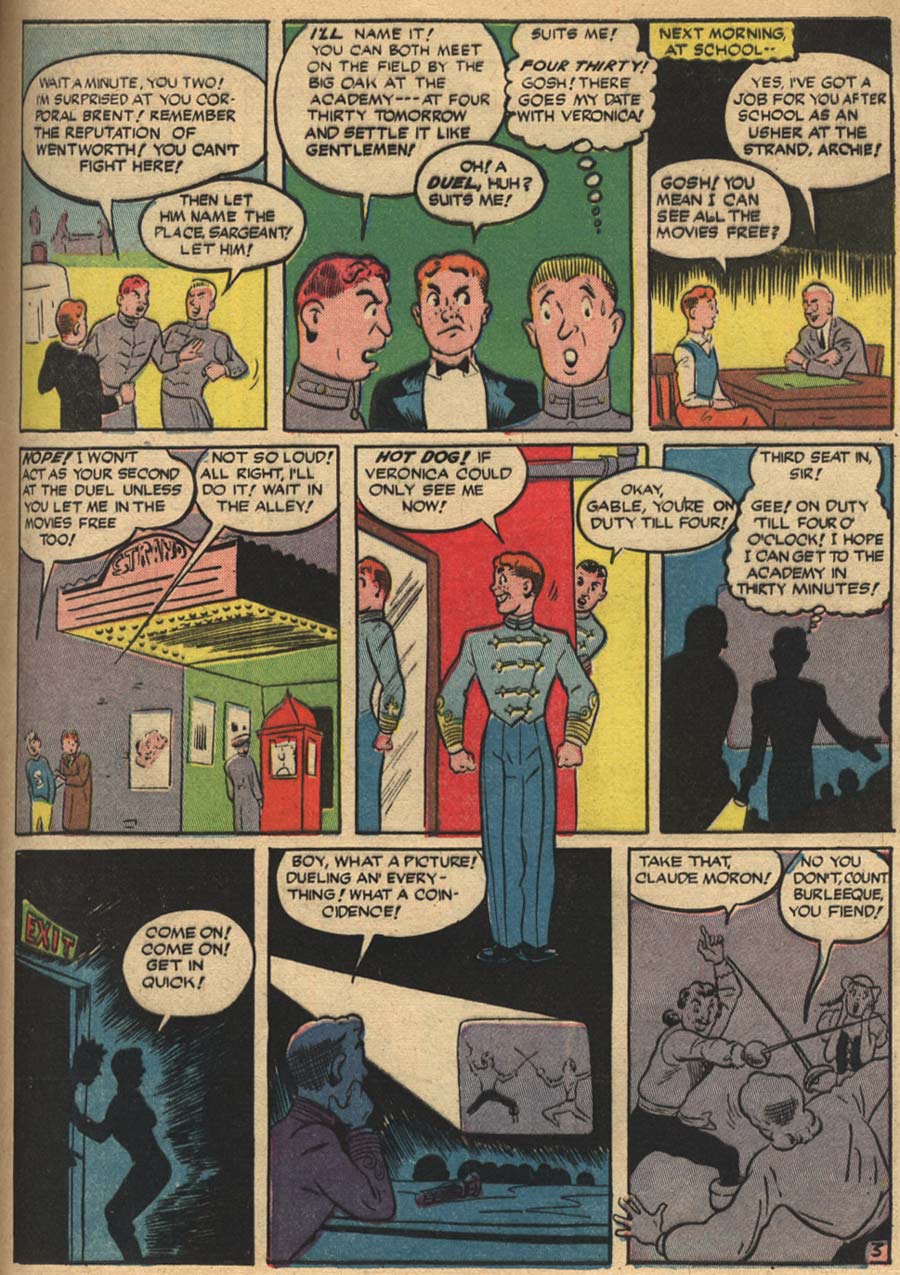 WAIT A MINUTE, YOU TWO!
I'M SURPRISED AT YOU COR-
PORAL BRENT! REMEMBER
THE REPUTATION OF
WENTWORTH! YOU CAN'T
FIGHT HERE!
THEN LET
HIM NAME THE
PLACE, SARGEANT!
LET HIM!
I'LL NAME IT!
YOU CAN BOTH MEET
ON THE FIELD BY THE
BIG OAK AT THE
ACADEMY---AT FOUR
THIRTY TOMORROW
AND SETTLE IT LIKE
GENTLEMEN!
OH! A
DUEL, HUH?
SUITS ME!
SUITS ME!
FOUR THIRTY!
GOSH! THERE
GOES MY DATE
WITH VERONICA!
NEXT MORNING,
AT SCHOOL--
YES, I'VE GOT A
JOB FOR YOU AFTER
SCHOOL AS AN
USHER AT THE
STRAND, ARCHIE!
GOSH! YOU
MEAN I CAN
SEE ALL THE
MOVIES FREE?
NOPE! I WON'T
ACT AS YOUR SECOND
AT THE DUEL UNLESS
YOU LET ME IN THE
MOVIES FREE
TOO!
NOT SO LOUD!
ALL RIGHT, I'LL
DO IT! WAIT IN
THE ALLEY!
STRAND
S
HOT DOG! IF
VERONICA COULD
ONLY SEE ME
NOW!
OKAY,
GABLE, YOU'RE ON
DUTY TILL FOUR!
THIRD SEAT IN,
SIR!
GEE! ON DUTY
'TILL FOUR O'
O'CLOCK! I HOPE
I CAN GET TO THE
ACADEMY IN
THIRTY MINUTES!
EXIT
COME ON!
COME ON!
GET IN
QUICK!
BOY, WHAT A PICTURE!
DUELING AN' EVERY-
THING! WHAT A COIN-
CIDENCE!
TAKE THAT,
CLAUDE MORON!
NO YOU
DON'T, COUNT
BURLEEQUE,
YOU FIEND!
3